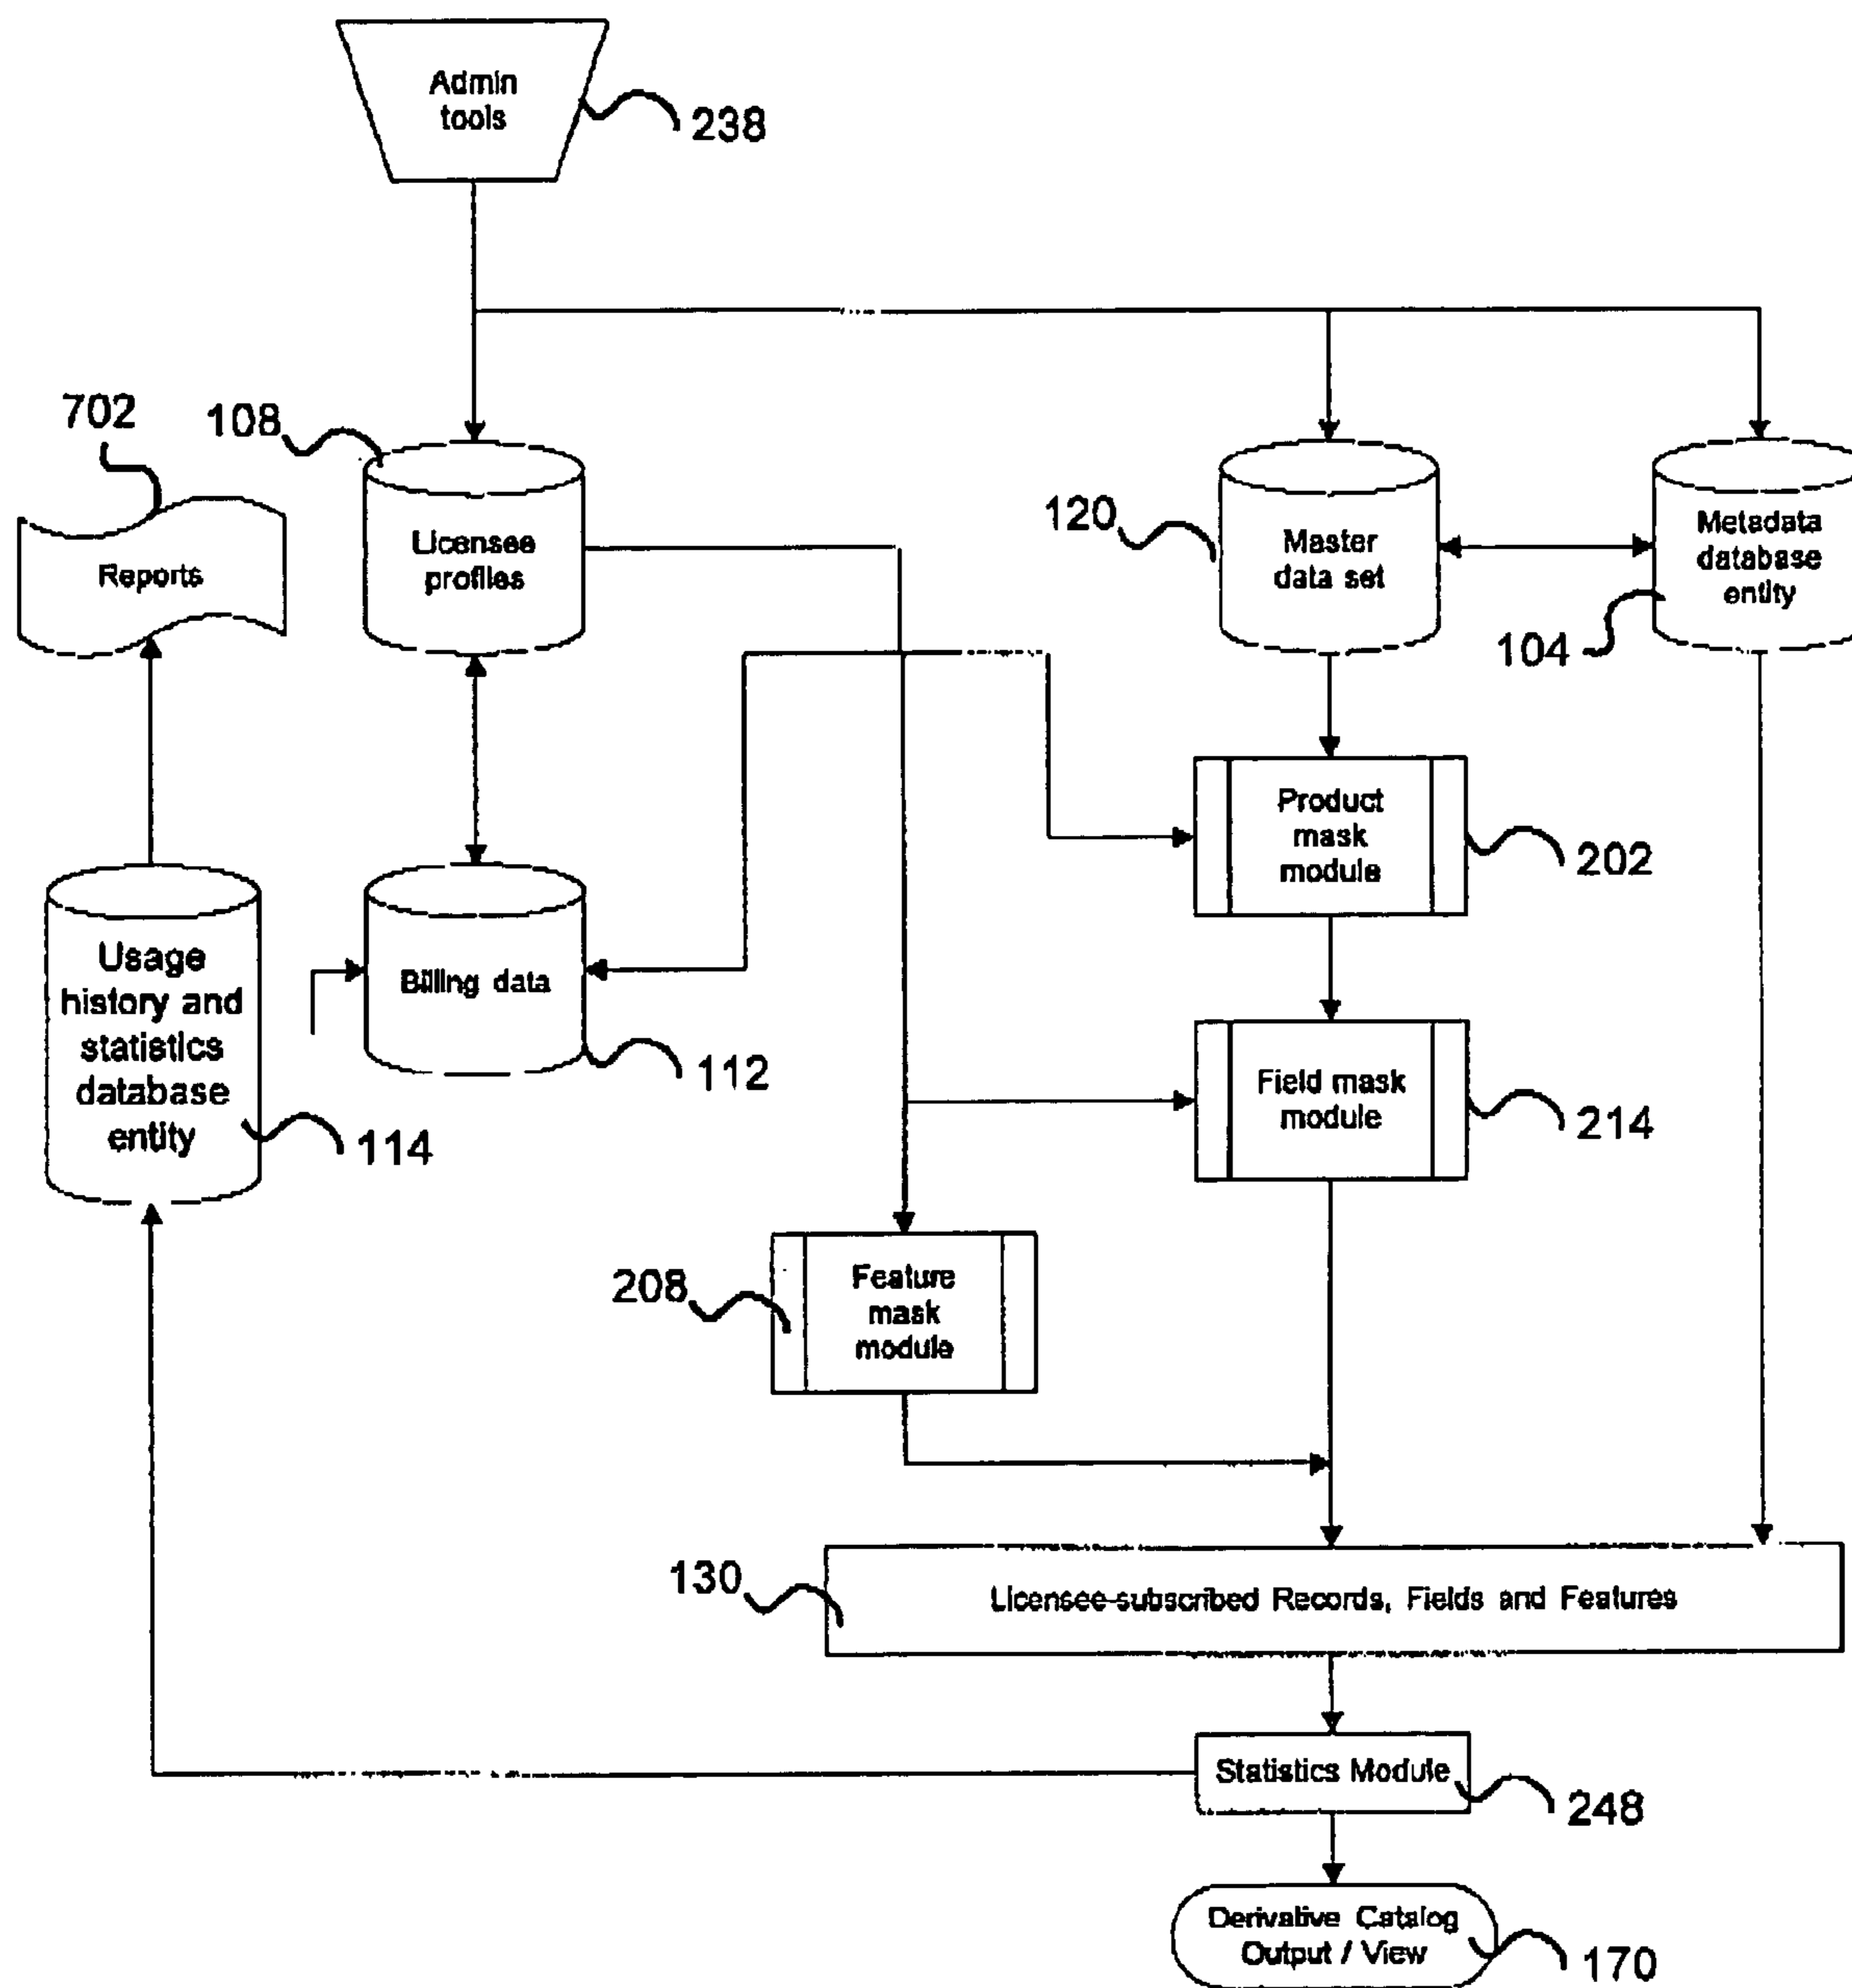 Admin
tools
238
702
108
Reports
Licensee
profiles
120
Master
data set
Metadata
database
entity
104
Product
mask
module
202
Usage
history and
statistics
database
entity
114
Billing data
112
Field mask
module
214
208
Feature
mask
module
130
Licensee-subscribed Records, Fields and Features
Statistics Module
248
Derivative Catalog
Output / View
170